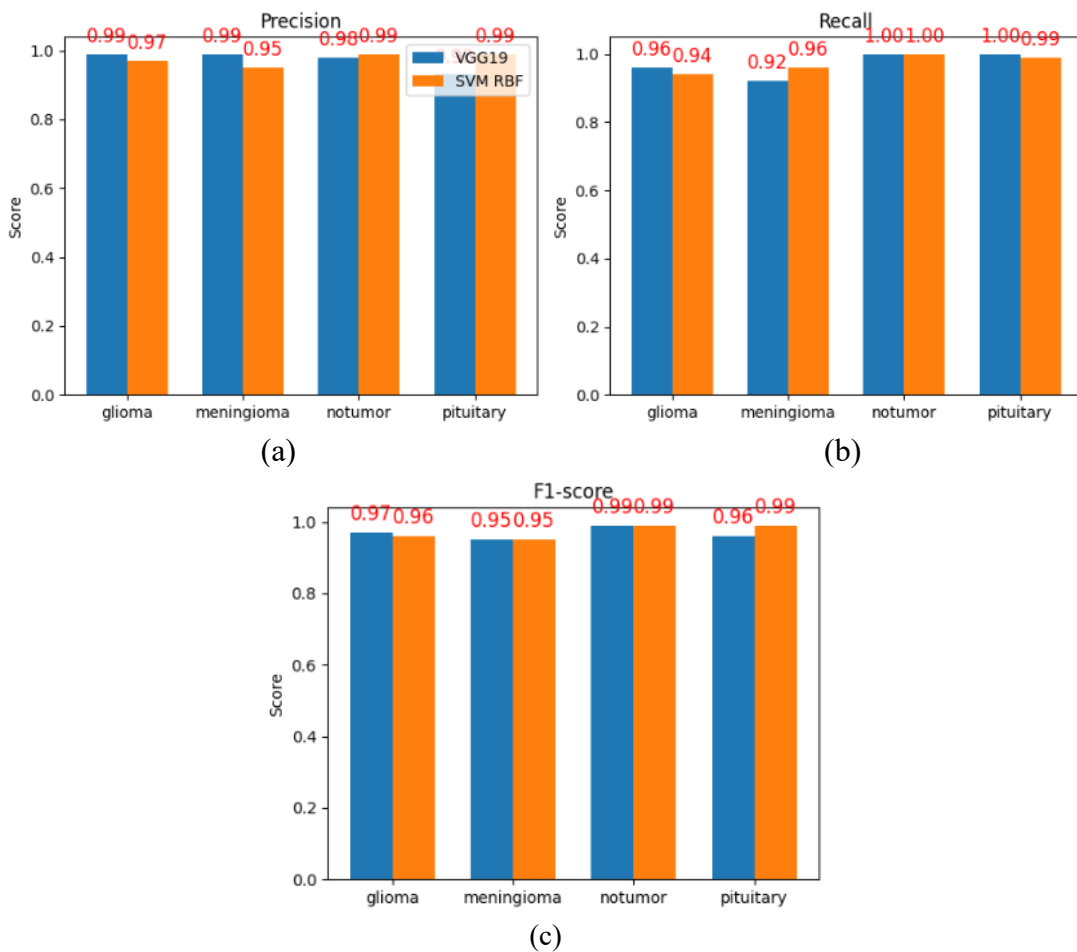 Precision
0.99 0.97 0.99 0.95 0.98 0.99 0.99
VGG19
SVM RBF
Score
1.0
0.8
0.6
0.4
0.2
0.0
glioma meningioma notumor pituitary
(a)
Recall
0.96 0.94 0.92 0.96 1.00 1.00 1.00 0.99
Score
1.0
0.8
0.6
0.4
0.2
0.0
glioma meningioma notumor pituitary
(b)
F1-score
0.97 0.96 0.95 0.95 0.99 0.99 0.96 0.99
Score
1.0
0.8
0.6
0.4
0.2
0.0
glioma meningioma notumor pituitary
(c)